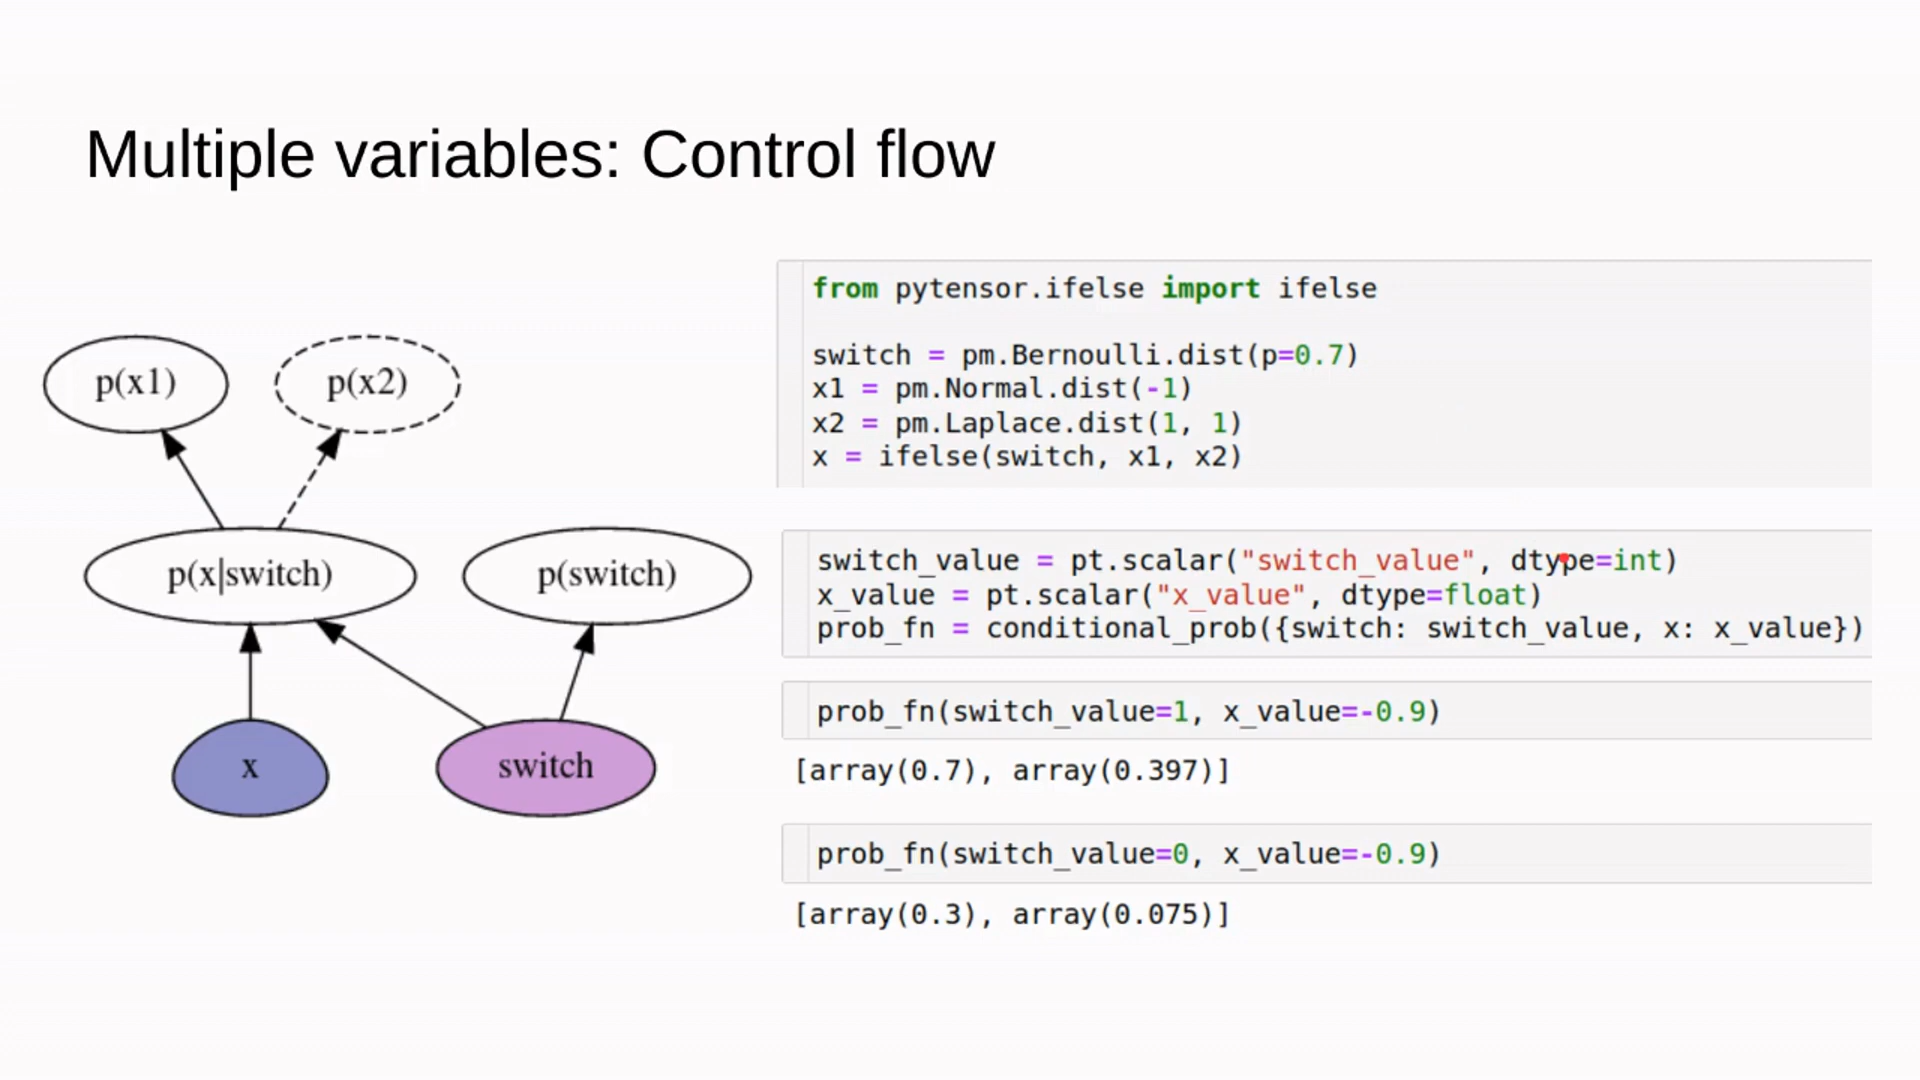 Multiple variables: Control flow
p(x1)
p(x2)
p(x|switch)
p(switch)
x
switch
from pytensor.ifelse import ifelse
switch = pm.Bernoulli.dist(p=0.7)
x1 = pm.Normal.dist(-1)
x2 = pm.Laplace.dist(1, 1)
x = ifelse(switch, x1, x2)
switch_value = pt.scalar("switch_value", dtype=int)
x_value = pt.scalar("x_value", dtype=float)
prob_fn = conditional_prob({switch: switch_value, x: x_value})
prob_fn(switch_value=1, x_value=-0.9)
[array(0.7), array(0.397)]
prob_fn(switch_value=0, x_value=-0.9)
[array(0.3), array(0.075)]